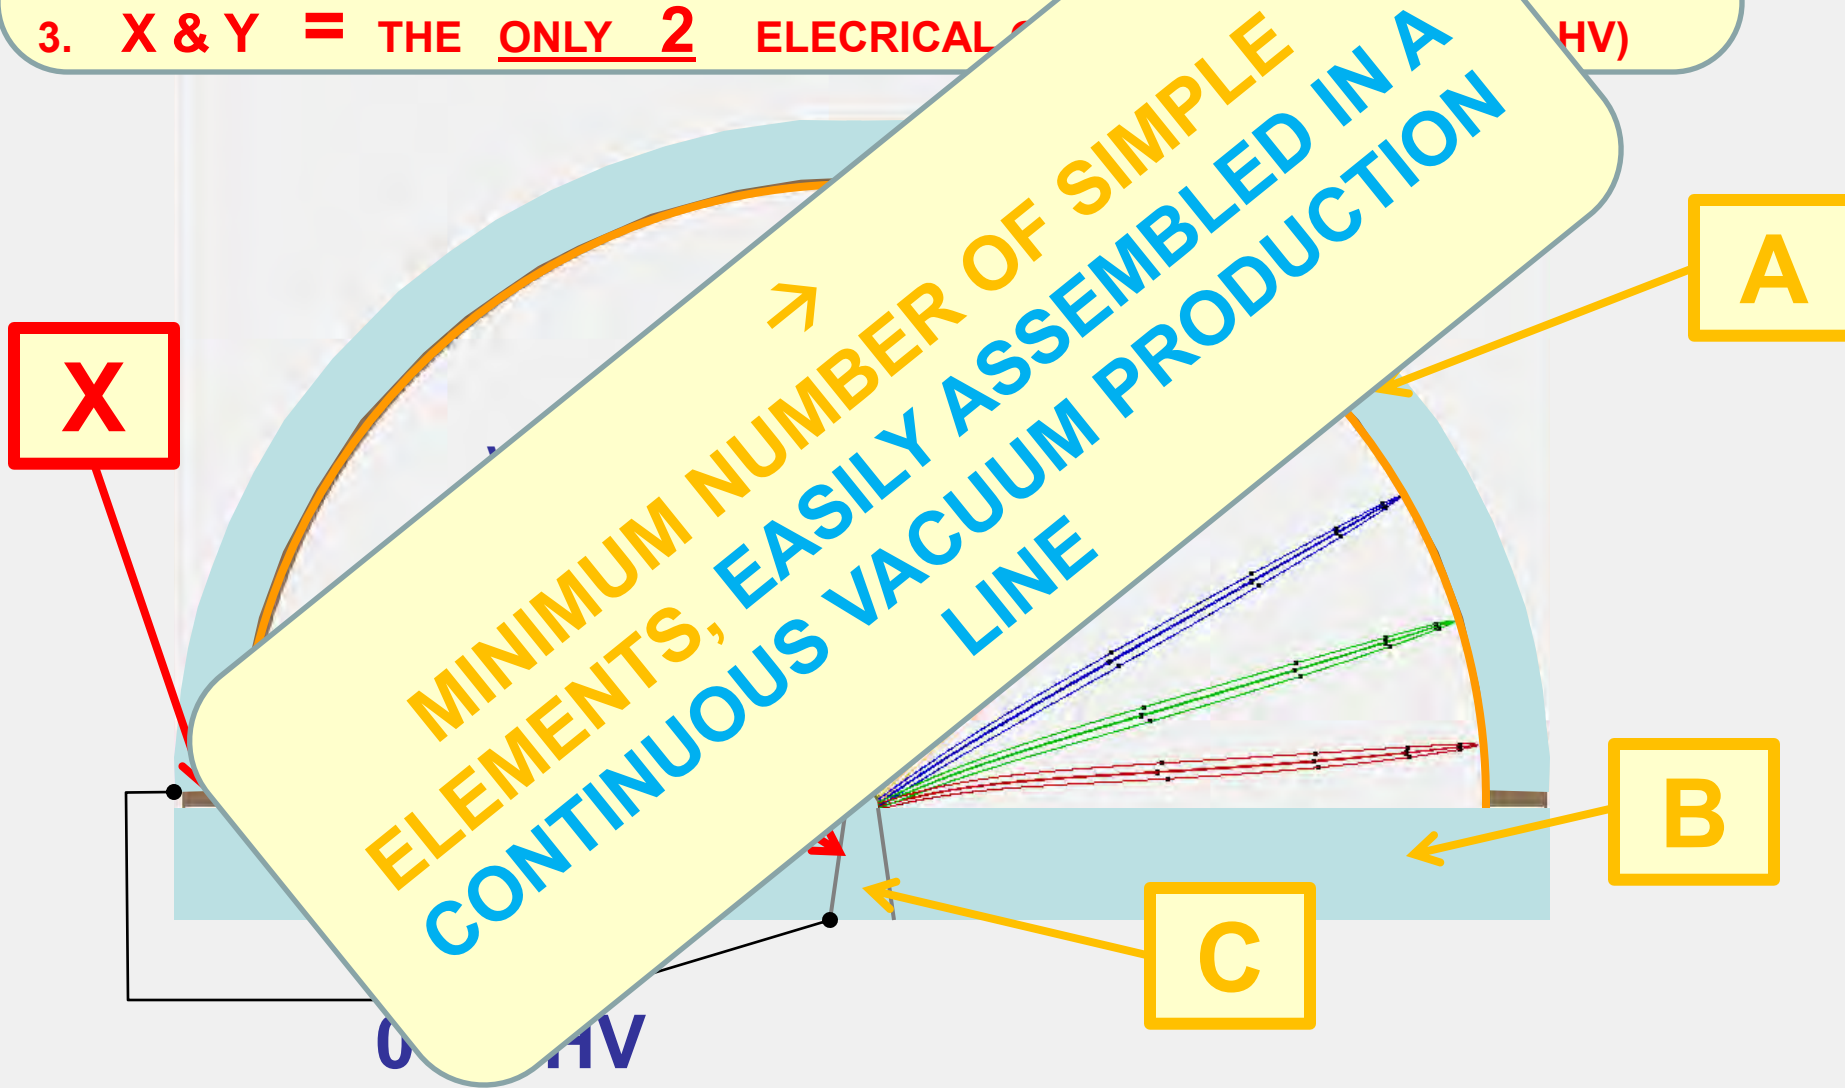 3. X & Y = THE ONLY 2 ELECRICAL HV)
→
MINIMUM NUMBER OF SIMPLE
ELEMENTS, EASILY ASSEMBLED IN A
CONTINUOUS VACUUM PRODUCTION
LINE
A
X
B
C
0 HV